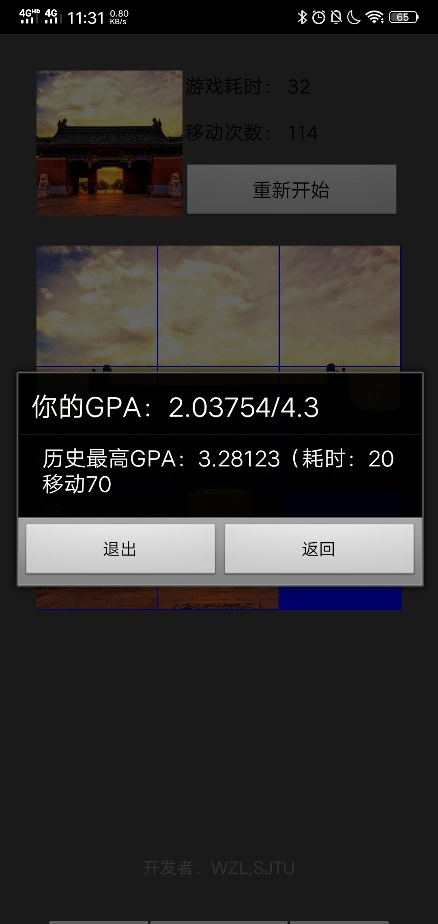 4GHD 4G 11:31 0.80 KB/s 65
游戏耗时： 32
移动次数： 114
重新开始
你的GPA：2.03754/4.3
历史最高GPA：3.28123（耗时：20
移动70
退出 返回
开发者：WZL,SJTU